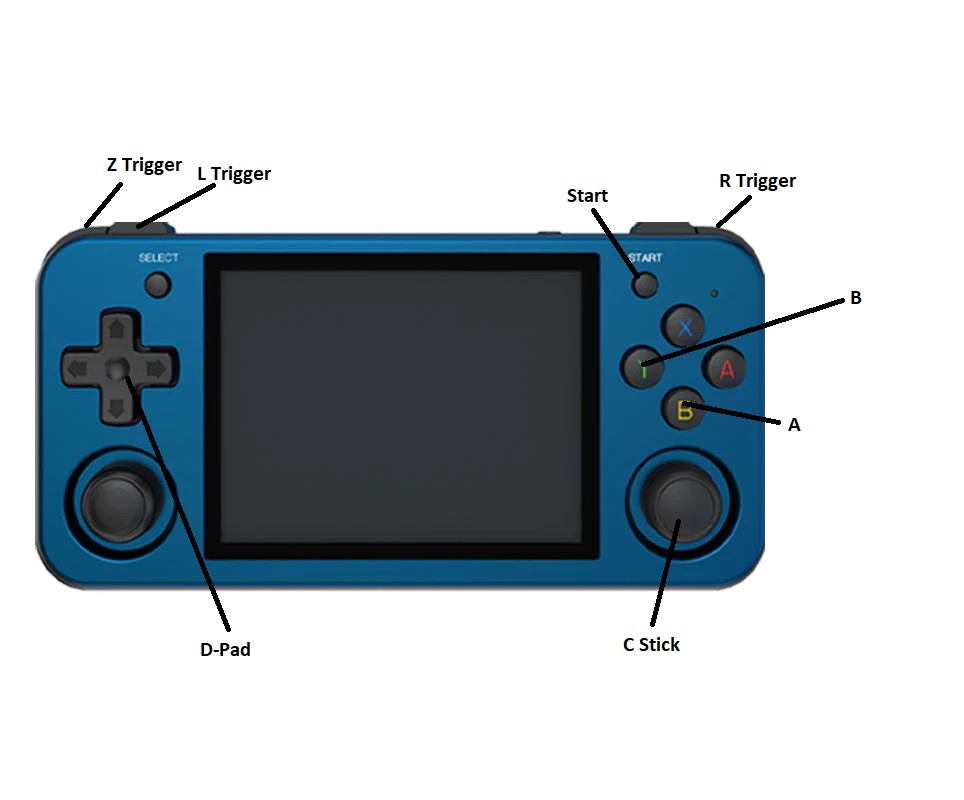 Z Trigger
L Trigger
R Trigger
Start
SELECT
START
B
X
Y
A
B
A
C Stick
D-Pad